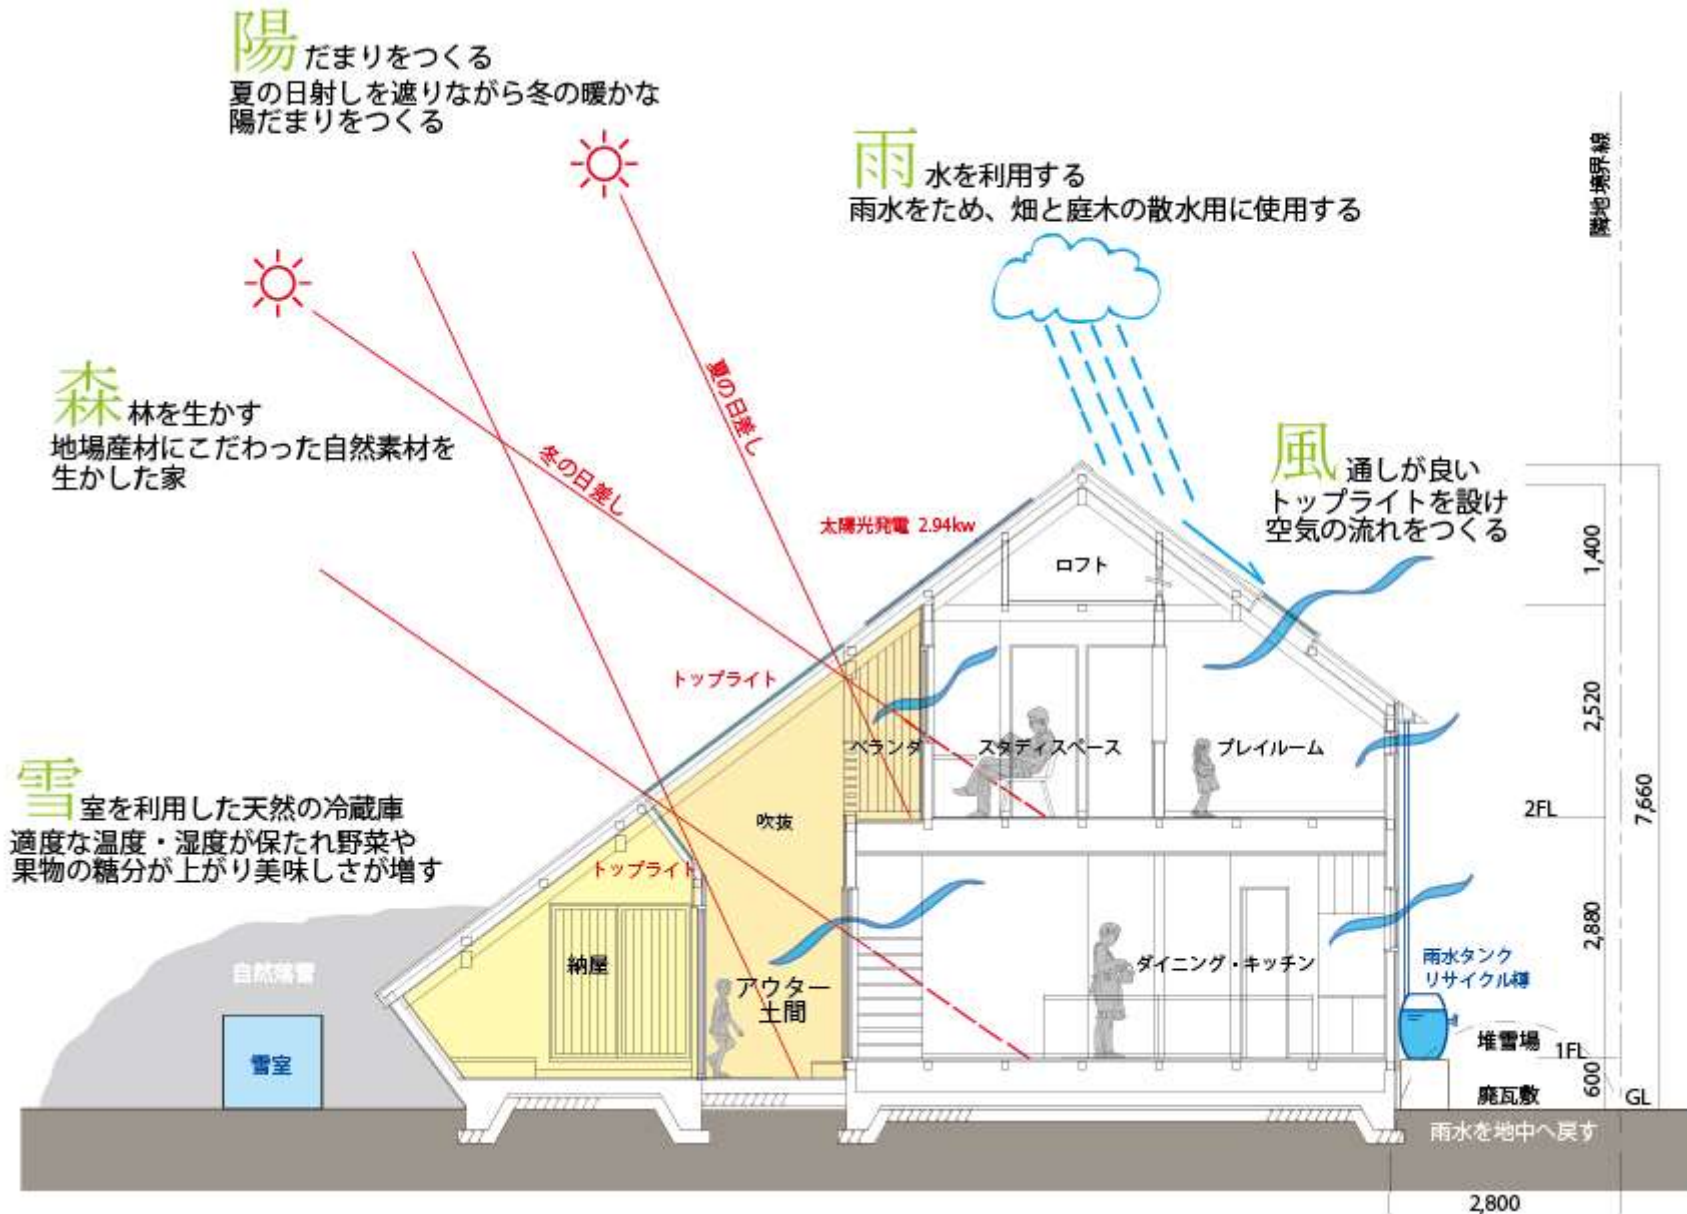 陽だまりをつくる
夏の日射しを遮りながら冬の暖かな
陽だまりをつくる
雨水を利用する
雨水をため、畑と庭木の散水用に使用する
隣地境界線
森林を生かす
地場産材にこだわった自然素材を
生かした家
夏の日差し
冬の日差し
風通しが良い
トップライトを設け
空気の流れをつくる
太陽光発電 2.94kw
ロフト
1,400
トップライト
ベランダ
スタディスペース
プレイルーム
2,520
雪室を利用した天然の冷蔵庫
適度な温度・湿度が保たれ野菜や
果物の糖分が上がり美味しさが増す
吹抜
2FL
7,660
トップライト
納屋
アウター
土間
ダイニング・キッチン
2,880
雨水タンク
リサイクル樽
自然落雪
雪室
堆雪場
1FL
600
廃瓦敷
GL
雨水を地中へ戻す
2,800